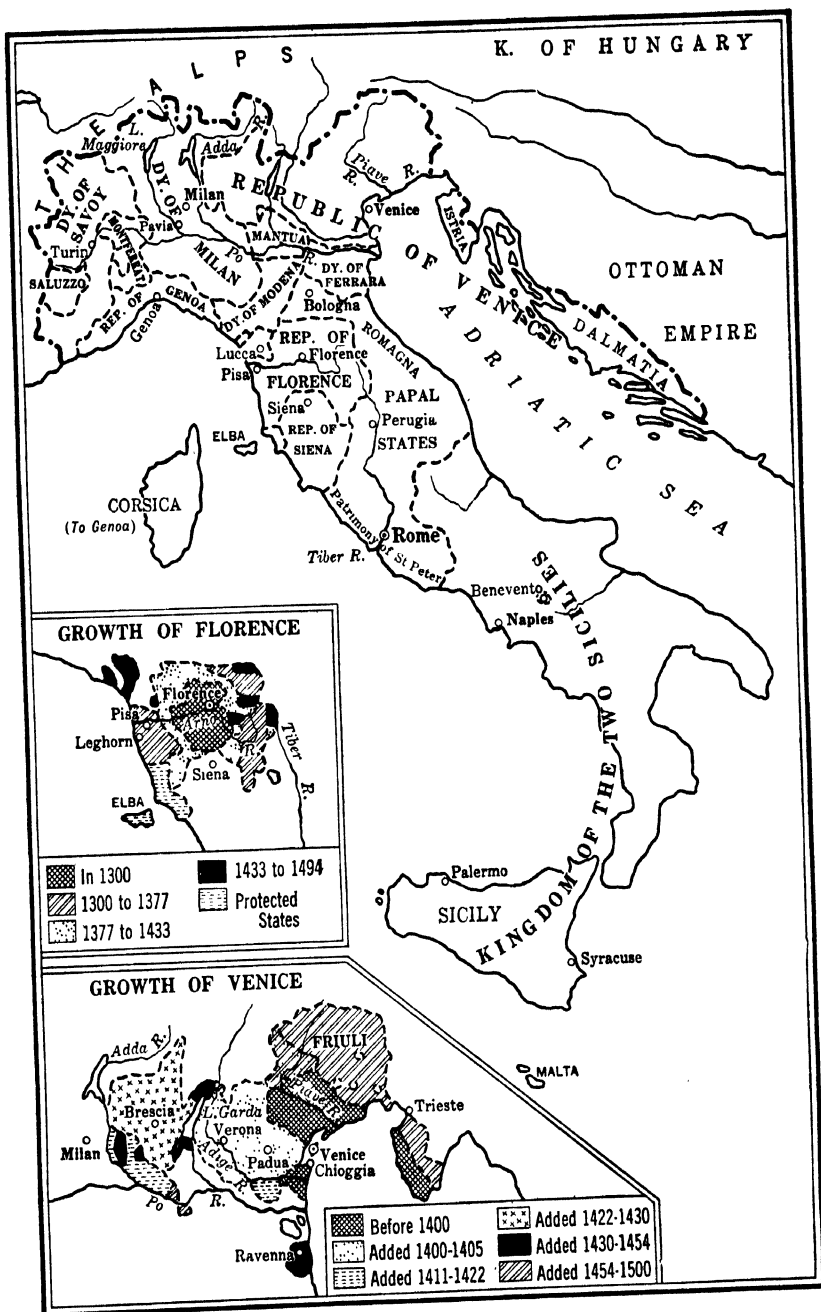 K. OF HUNGARY
THE ALPS
L.
Maggiore
Adda R.
Piave R.
R.
DY. OF
SAVOY
DY. OF
MILAN
Milan
REPUBLIC OF VENICE
Venice
ISTRIA
Turin
MONTFERRAT
Pavia
Po R.
MANTUA
SALUZZO
REP. OF GENOA
Genoa
DY. OF MODENA
DY. OF
FERRARA
Bologna
OTTOMAN
EMPIRE
DALMATIA
ADRIATIC SEA
Lucca
REP. OF
Florence
FLORENCE
Pisa
ROMAGNA
Siena
REP. OF
SIENA
PAPAL
Perugia
STATES
ELBA
CORSICA
(To Genoa)
Patrimony of St Peter
Rome
Tiber R.
Benevento
Naples
KINGDOM OF THE TWO SICILIES
Palermo
SICILY
Syracuse
MALTA
GROWTH OF FLORENCE
Florence
Pisa
Arno
R.
Leghorn
Siena
Tiber
R.
ELBA
In 1300
1300 to 1377
1377 to 1433
1433 to 1494
Protected
States
GROWTH OF VENICE
Adda R.
FRIULI
Piave R.
Brescia
L. Garda
Verona
Trieste
Milan
Adige R.
Padua
Venice
Chioggia
Po R.
Ravenna
Before 1400
Added 1400-1405
Added 1411-1422
Added 1422-1430
Added 1430-1454
Added 1454-1500